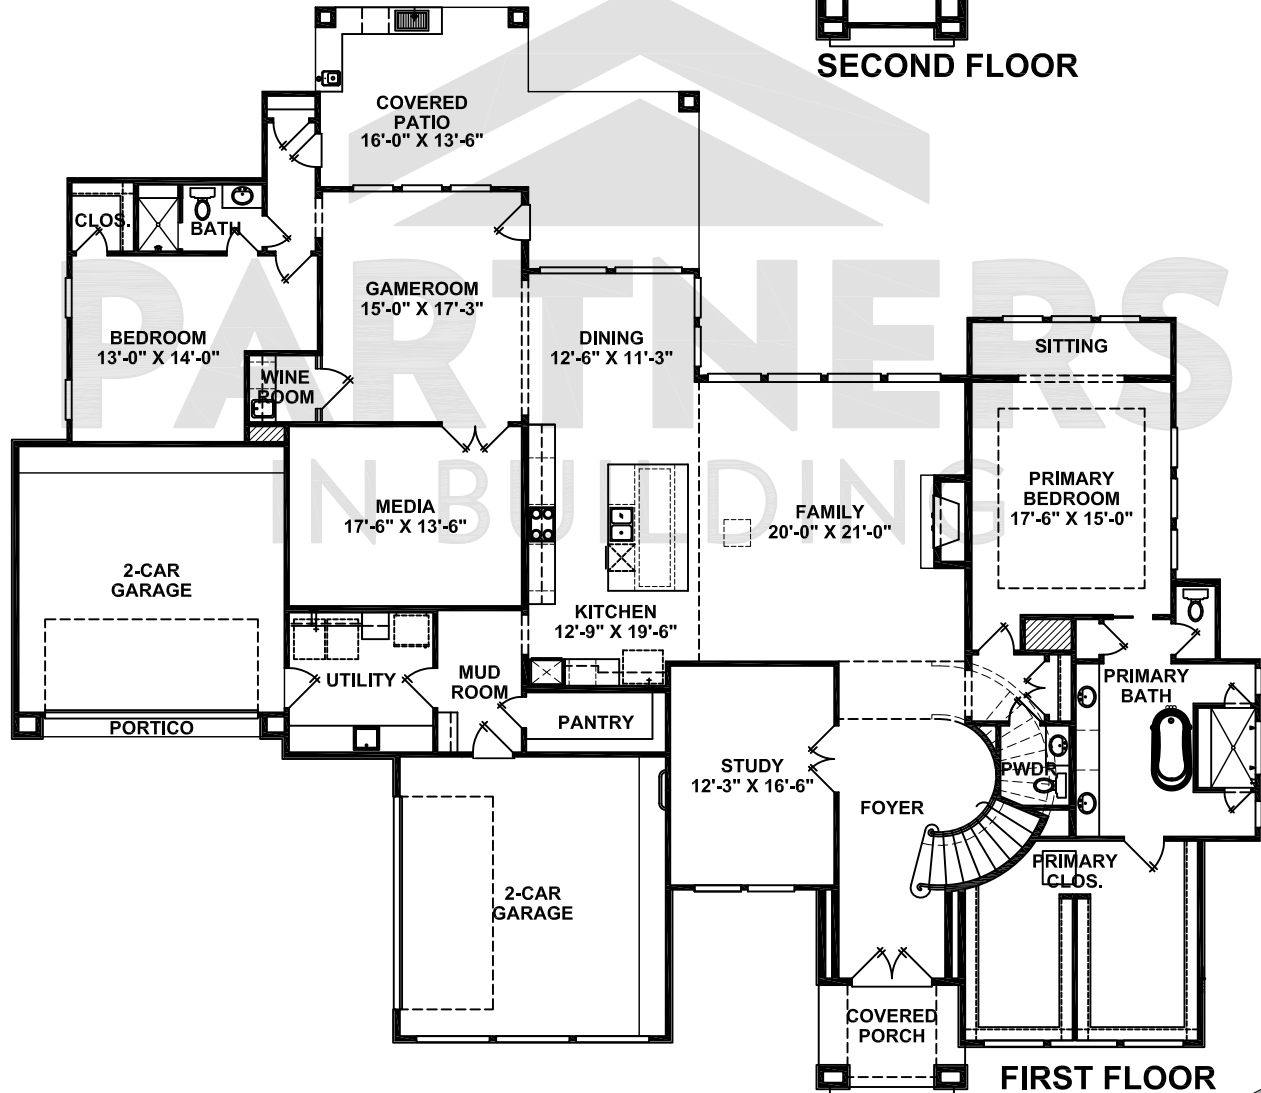 SECOND FLOOR
COVERED
PATIO
16'-0" X 13'-6"
CLOS.
BATH
GAMEROOM
15'-0" X 17'-3"
BEDROOM
13'-0" X 14'-0"
DINING
12'-6" X 11'-3"
SITTING
WINE
ROOM
PARTNERS
IN BUILDING
MEDIA
17'-6" X 13'-6"
FAMILY
20'-0" X 21'-0"
PRIMARY
BEDROOM
17'-6" X 15'-0"
2-CAR
GARAGE
KITCHEN
12'-9" X 19'-6"
UTILITY
MUD
ROOM
PRIMARY
BATH
PORTICO
PANTRY
STUDY
12'-3" X 16'-6"
PWDR
FOYER
PRIMARY
CLOS.
2-CAR
GARAGE
COVERED
PORCH
FIRST FLOOR